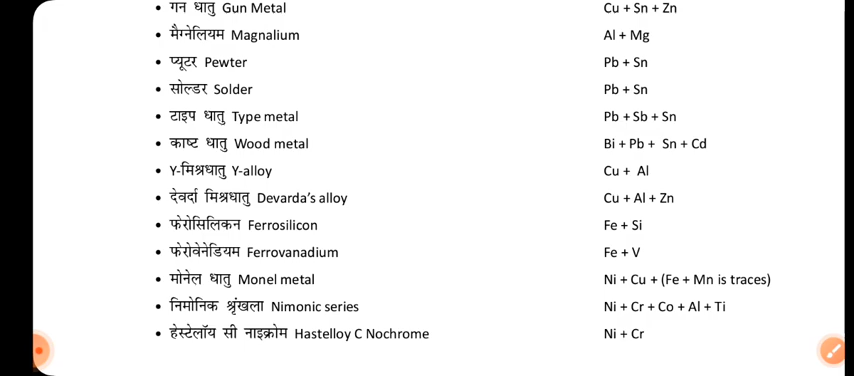 • गन धातु Gun Metal Cu + Sn + Zn
• मैग्नेलियम Magnalium Al + Mg
• प्यूटर Pewter Pb + Sn
• सोल्डर Solder Pb + Sn
• टाइप धातु Type metal Pb + Sb + Sn
• काष्ट धातु Wood metal Bi + Pb + Sn + Cd
• Y-मिश्रधातु Y-alloy Cu + Al
• देवर्दा मिश्रधातु Devarda's alloy Cu + Al + Zn
• फेरोसिलिकन Ferrosilicon Fe + Si
• फेरोवेनेडियम Ferrovanadium Fe + V
• मोनेल धातु Monel metal Ni + Cu + (Fe + Mn is traces)
• निमोनिक श्रृंखला Nimonic series Ni + Cr + Co + Al + Ti
• हेस्टेलॉय सी नाइक्रोम Hastelloy C Nochrome Ni + Cr